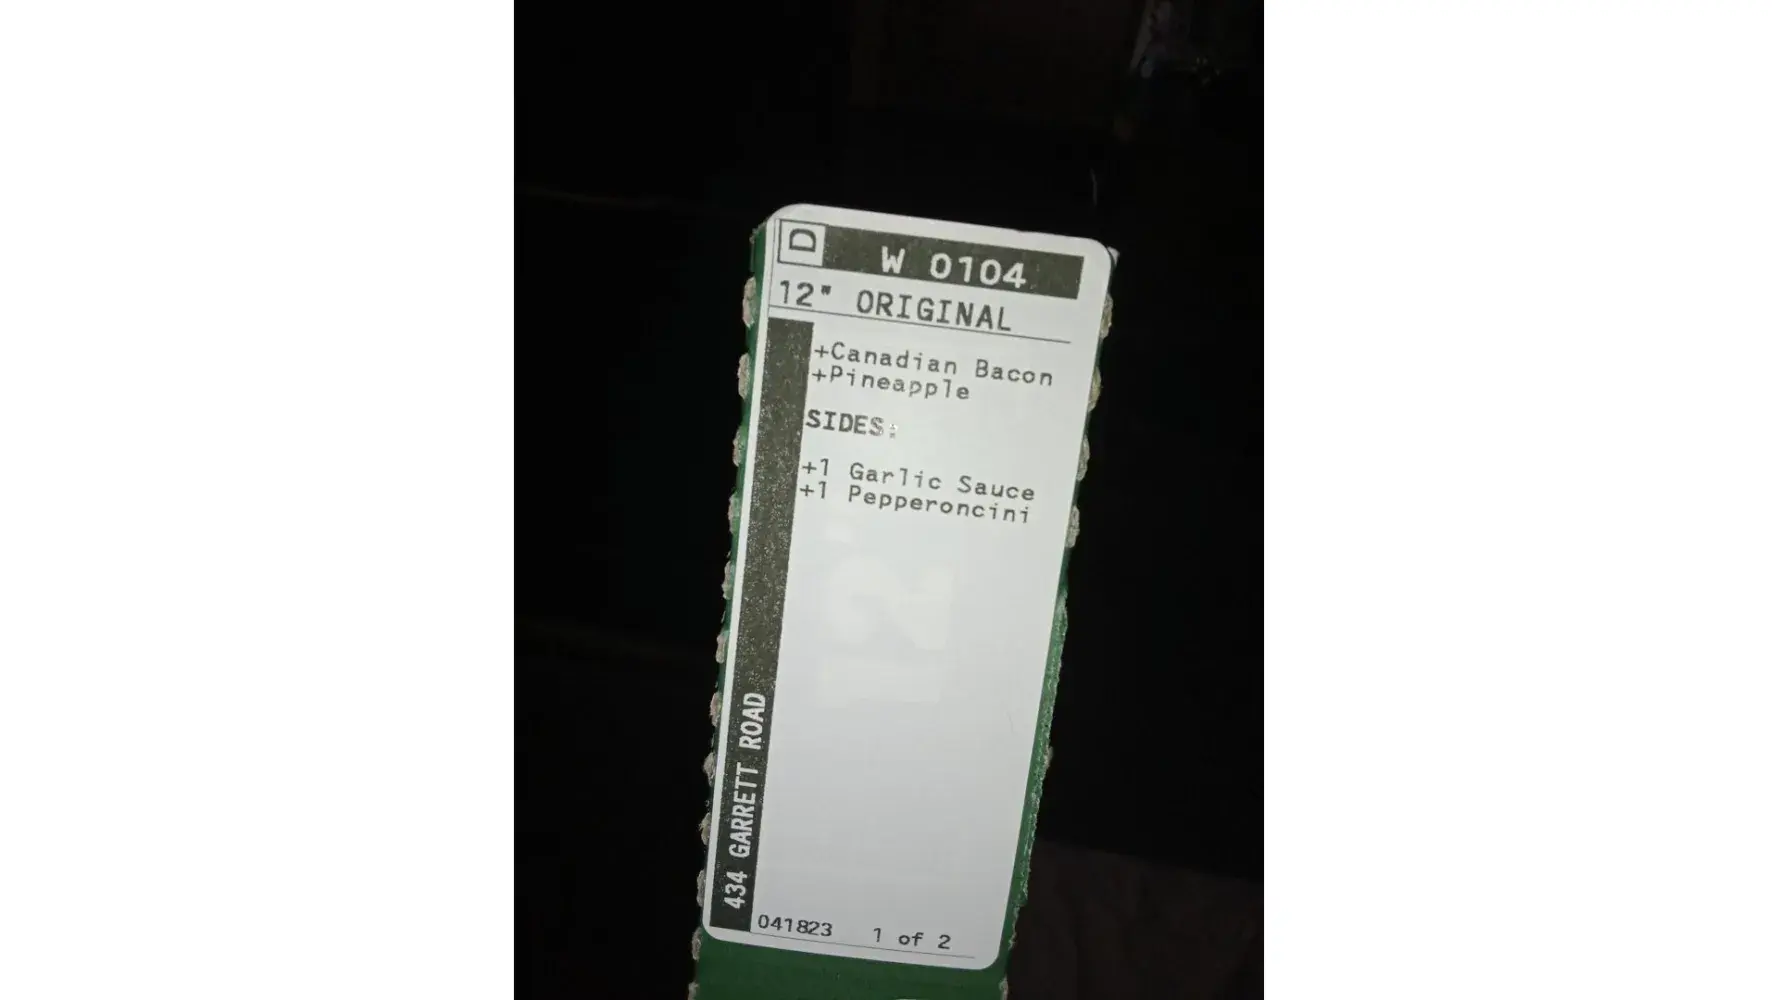 D W 0104
12" ORIGINAL
+Canadian Bacon
+Pineapple
SIDES:
+1 Garlic Sauce
+1 Pepperoncini
434 GARRETT ROAD
041823 1 of 2